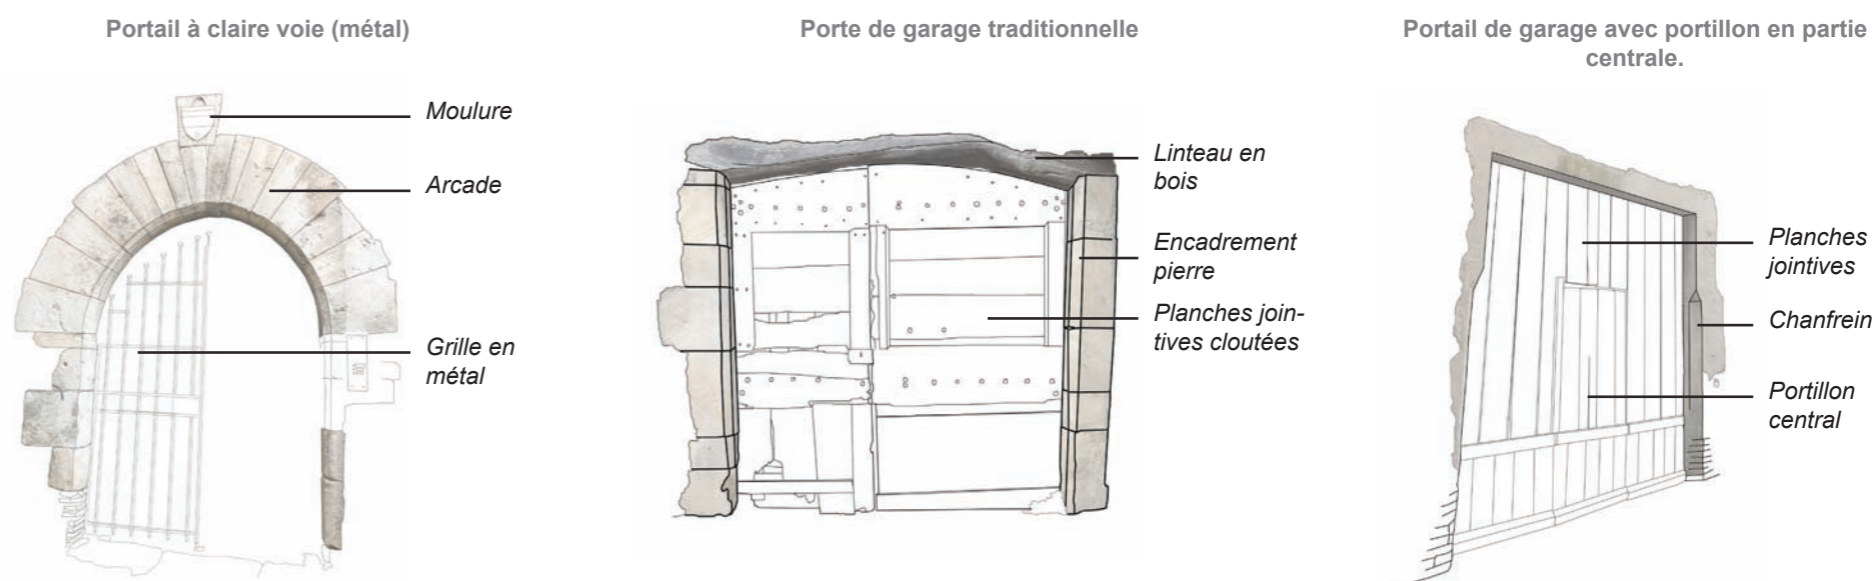 Portail à claire voie (métal)
Moulure
Arcade
Grille en
métal
Porte de garage traditionnelle
Linteau en
bois
Encadrement
pierre
Planches join-
tives cloutées
Portail de garage avec portillon en partie
centrale.
Planches
jointives
Chanfrein
Portillon
central